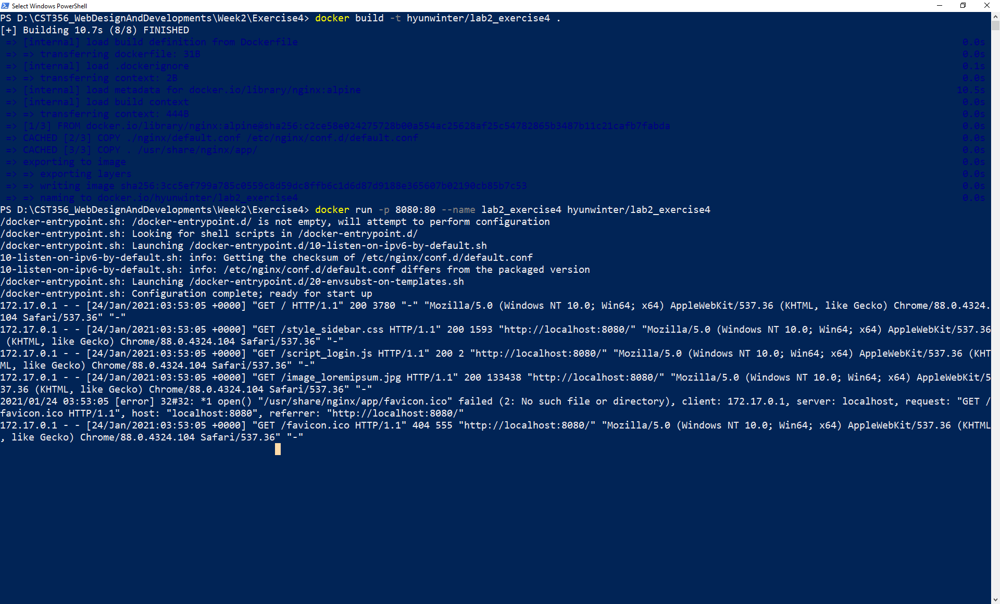 Select Windows PowerShell
PS D:\CST356_WebDesignAndDevelopments\Week2\Exercise4> docker build -t hyunwinter/lab2_exercise4 .
[+] Building 10.7s (8/8) FINISHED
=> [internal] load build definition from Dockerfile 0.0s
=> => transferring dockerfile: 31B 0.0s
=> [internal] load .dockerignore 0.1s
=> => transferring context: 2B 0.0s
=> [internal] load metadata for docker.io/library/nginx:alpine 10.5s
=> [internal] load build context 0.0s
=> => transferring context: 444B 0.0s
=> [1/3] FROM docker.io/library/nginx:alpine@sha256:c2ce58e024275728b00a554ac25628af25c54782865b3487b11c21cafb7fabda 0.0s
=> CACHED [2/3] COPY ./nginx/default.conf /etc/nginx/conf.d/default.conf 0.0s
=> CACHED [3/3] COPY . /usr/share/nginx/app/ 0.0s
=> exporting to image 0.0s
=> => exporting layers 0.0s
=> => writing image sha256:3cc5ef799a785c0559c8d59dc8ffb6c1d6d87d9188e365607b02190cb85b7c53 0.0s
=> => naming to docker.io/hyunwinter/lab2_exercise4 0.0s
PS D:\CST356_WebDesignAndDevelopments\Week2\Exercise4> docker run -p 8080:80 --name lab2_exercise4 hyunwinter/lab2_exercise4
/docker-entrypoint.sh: /docker-entrypoint.d/ is not empty, will attempt to perform configuration
/docker-entrypoint.sh: Looking for shell scripts in /docker-entrypoint.d/
/docker-entrypoint.sh: Launching /docker-entrypoint.d/10-listen-on-ipv6-by-default.sh
10-listen-on-ipv6-by-default.sh: info: Getting the checksum of /etc/nginx/conf.d/default.conf
10-listen-on-ipv6-by-default.sh: info: /etc/nginx/conf.d/default.conf differs from the packaged version
/docker-entrypoint.sh: Launching /docker-entrypoint.d/20-envsubst-on-templates.sh
/docker-entrypoint.sh: Configuration complete; ready for start up
172.17.0.1 - - [24/Jan/2021:03:53:05 +0000] "GET / HTTP/1.1" 200 3780 "-" "Mozilla/5.0 (Windows NT 10.0; Win64; x64) AppleWebKit/537.36 (KHTML, like Gecko) Chrome/88.0.4324.
104 Safari/537.36" "-"
172.17.0.1 - - [24/Jan/2021:03:53:05 +0000] "GET /style_sidebar.css HTTP/1.1" 200 1593 "http://localhost:8080/" "Mozilla/5.0 (Windows NT 10.0; Win64; x64) AppleWebKit/537.36
(KHTML, like Gecko) Chrome/88.0.4324.104 Safari/537.36" "-"
172.17.0.1 - - [24/Jan/2021:03:53:05 +0000] "GET /script_login.js HTTP/1.1" 200 2 "http://localhost:8080/" "Mozilla/5.0 (Windows NT 10.0; Win64; x64) AppleWebKit/537.36 (KHT
ML, like Gecko) Chrome/88.0.4324.104 Safari/537.36" "-"
172.17.0.1 - - [24/Jan/2021:03:53:05 +0000] "GET /image_loremipsum.jpg HTTP/1.1" 200 133438 "http://localhost:8080/" "Mozilla/5.0 (Windows NT 10.0; Win64; x64) AppleWebKit/5
37.36 (KHTML, like Gecko) Chrome/88.0.4324.104 Safari/537.36" "-"
2021/01/24 03:53:05 [error] 32#32: *1 open() "/usr/share/nginx/app/favicon.ico" failed (2: No such file or directory), client: 172.17.0.1, server: localhost, request: "GET /
favicon.ico HTTP/1.1", host: "localhost:8080", referrer: "http://localhost:8080/"
172.17.0.1 - - [24/Jan/2021:03:53:05 +0000] "GET /favicon.ico HTTP/1.1" 404 555 "http://localhost:8080/" "Mozilla/5.0 (Windows NT 10.0; Win64; x64) AppleWebKit/537.36 (KHTML
, like Gecko) Chrome/88.0.4324.104 Safari/537.36" "-"